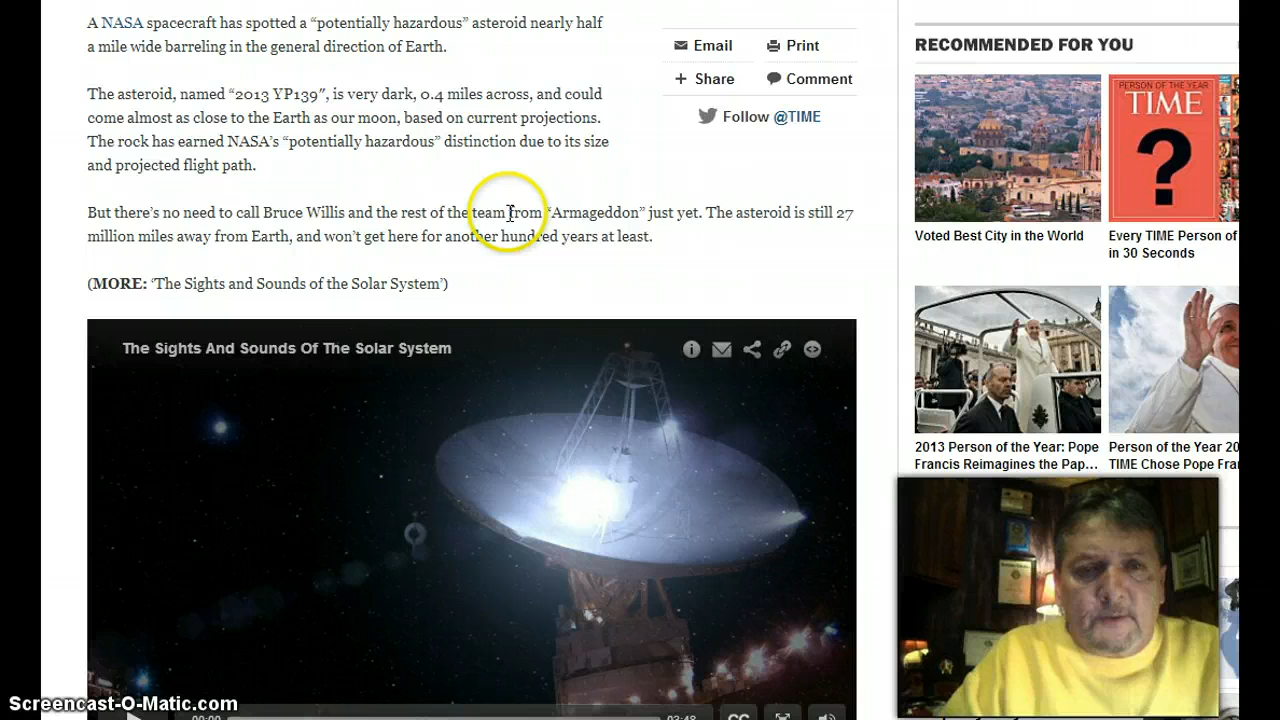 A NASA spacecraft has spotted a “potentially hazardous” asteroid nearly half
a mile wide barreling in the general direction of Earth.
The asteroid, named “2013 YP139″, is very dark, 0.4 miles across, and could
come almost as close to the Earth as our moon, based on current projections.
The rock has earned NASA’s “potentially hazardous” distinction due to its size
and projected flight path.
But there’s no need to call Bruce Willis and the rest of the team from “Armageddon” just yet. The asteroid is still 27
million miles away from Earth, and won’t get here for another hundred years at least.
(MORE: ‘The Sights and Sounds of the Solar System’)
Email
Print
Share
Comment
Follow @TIME
The Sights And Sounds Of The Solar System
00:00
03:48
CC
RECOMMENDED FOR YOU
Voted Best City in the World
PERSON OF THE YEAR
TIME
?
Every TIME Person of
in 30 Seconds
2013 Person of the Year: Pope
Francis Reimagines the Pap...
Person of the Year 20
TIME Chose Pope Fra
Screencast-O-Matic.com